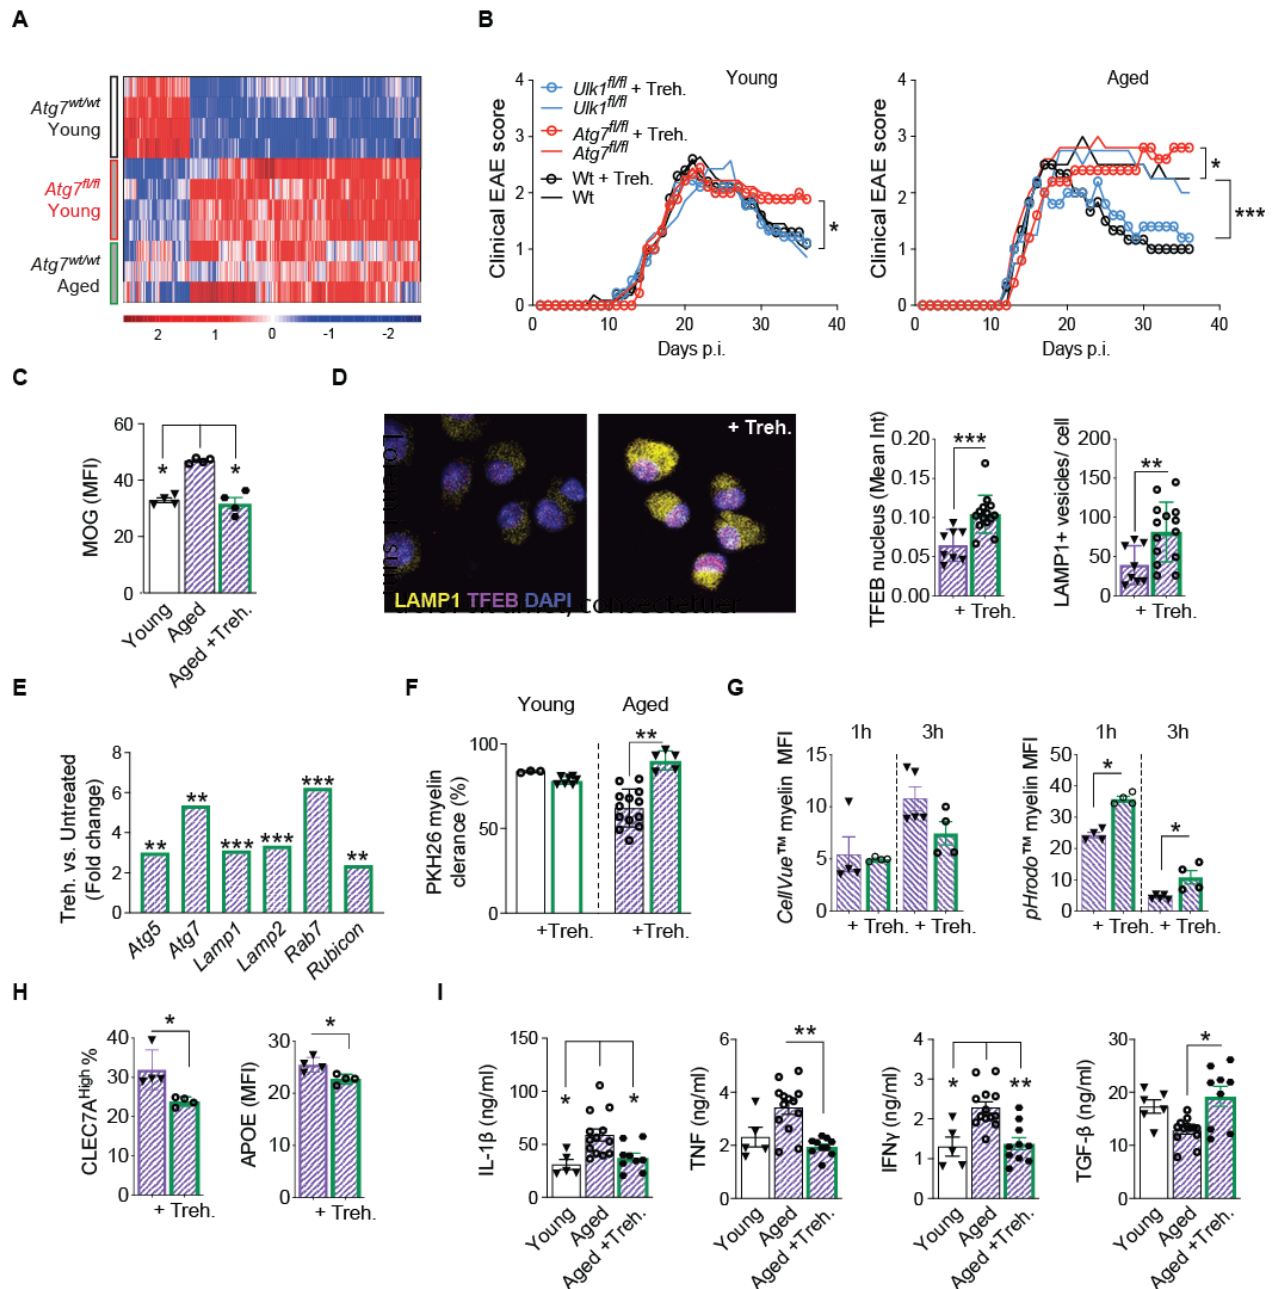 A
Atg7wt/wt
Young
Atg7fl/fl
Young
Atg7wt/wt
Aged
2 1 0 -1 -2
B
Young
Clinical EAE score
4
3
2
1
0
Ulk1fl/fl + Treh.
Ulk1fl/fl
Atg7fl/fl + Treh.
Atg7fl/fl
Wt + Treh.
Wt
*
0 10 20 30 40
Days p.i.
Aged
Clinical EAE score
4
3
2
1
0
*
***
0 10 20 30 40
Days p.i.
C
MOG (MFI)
60
40
20
0
* *
Young
Aged
Aged +Treh.
D
+ Treh.
LAMP1 TFEB DAPI
consectetuer
TFEB nucleus (Mean Int)
0.20
0.15
0.10
0.05
0.00
***
+ Treh.
LAMP1+ vesicles/ cell
200
150
100
50
0
**
+ Treh.
E
Treh. vs. Untreated
(Fold change)
8
6
4
2
0
** ** *** *** *** **
Atg5
Atg7
Lamp1
Lamp2
Rab7
Rubicon
F
Young Aged
PKH26 myelin
clerance (%)
100
50
0
**
+Treh. +Treh.
G
1h 3h
CellVue™ myelin MFI
15
10
5
0
+ Treh. + Treh.
1h 3h
pHrodo™ myelin MFI
50
40
30
20
10
0
* *
+ Treh. + Treh.
H
CLEC7AHigh %
40
30
20
10
0
*
+ Treh.
APOE (MFI)
30
20
10
0
*
+ Treh.
I
IL-1β (ng/ml)
150
100
50
0
* *
Young
Aged
Aged +Treh.
TNF (ng/ml)
6
4
2
0
**
Young
Aged
Aged +Treh.
IFNγ (ng/ml)
4
3
2
1
0
* **
Young
Aged
Aged +Treh.
TGF-β (ng/ml)
30
20
10
0
*
Young
Aged
Aged +Treh.